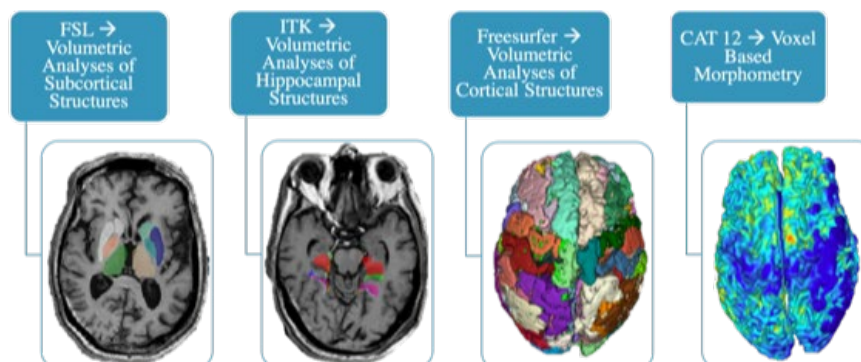 FSL →
Volumetric
Analyses of
Subcortical
Structures
ITK →
Volumetric
Analyses of
Hippocampal
Structures
Freesurfer →
Volumetric
Analyses of
Cortical Structures
CAT 12 → Voxel
Based
Morphometry